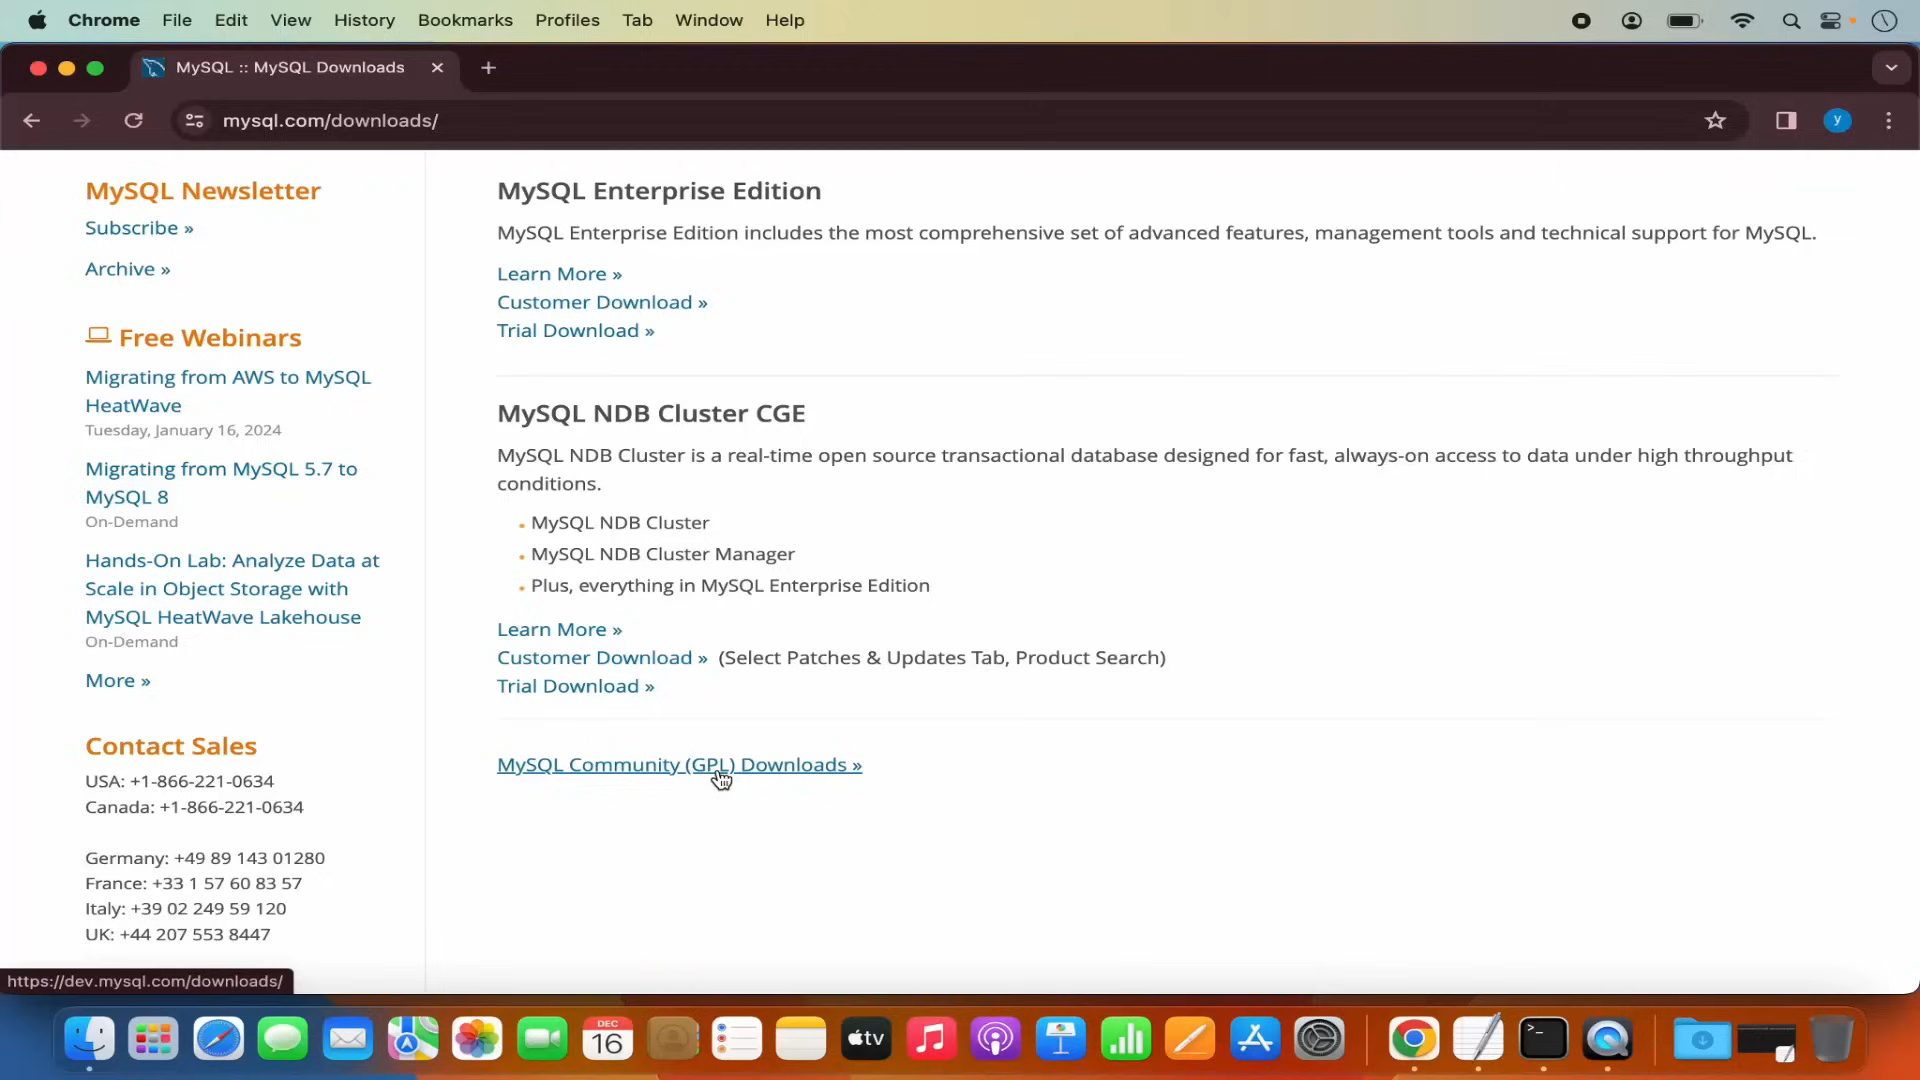 Chrome File Edit View History Bookmarks Profiles Tab Window Help
MySQL :: MySQL Downloads
mysql.com/downloads/
y
MySQL Newsletter
Subscribe »
Archive »
Free Webinars
Migrating from AWS to MySQL
HeatWave
Tuesday, January 16, 2024
Migrating from MySQL 5.7 to
MySQL 8
On-Demand
Hands-On Lab: Analyze Data at
Scale in Object Storage with
MySQL HeatWave Lakehouse
On-Demand
More »
Contact Sales
USA: +1-866-221-0634
Canada: +1-866-221-0634
Germany: +49 89 143 01280
France: +33 1 57 60 83 57
Italy: +39 02 249 59 120
UK: +44 207 553 8447
MySQL Enterprise Edition
MySQL Enterprise Edition includes the most comprehensive set of advanced features, management tools and technical support for MySQL.
Learn More »
Customer Download »
Trial Download »
MySQL NDB Cluster CGE
MySQL NDB Cluster is a real-time open source transactional database designed for fast, always-on access to data under high throughput
conditions.
• MySQL NDB Cluster
• MySQL NDB Cluster Manager
• Plus, everything in MySQL Enterprise Edition
Learn More »
Customer Download » (Select Patches & Updates Tab, Product Search)
Trial Download »
MySQL Community (GPL) Downloads »
https://dev.mysql.com/downloads/
DEC
16
tv
>_